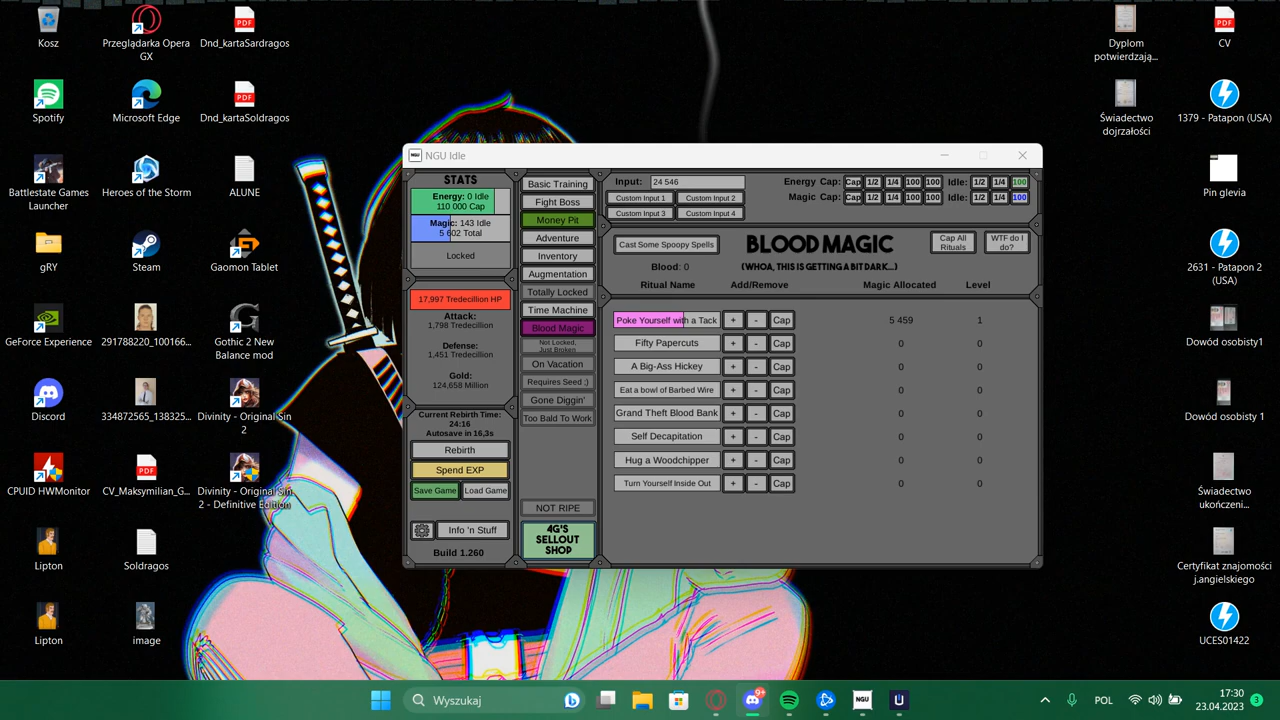 Kosz
Przeglądarka Opera
GX
Dnd_kartaSardragos
Spotify
Microsoft Edge
Dnd_kartaSoldragos
Battlestate Games
Launcher
Heroes of the Storm
ALUNE
gRY
Steam
Gaomon Tablet
GeForce Experience
291788220_100166...
Gothic 2 New
Balance mod
Discord
334872565_138325...
Divinity - Original Sin
2
CPUID HWMonitor
CV_Maksymilian_G...
Divinity - Original Sin
2 - Definitive Edition
Lipton
Soldragos
Lipton
image
Dyplom
potwierdzają...
CV
Świadectwo
dojrzałości
1379 - Patapon (USA)
Pin glevia
2631 - Patapon 2
(USA)
Dowód osobisty1
Dowód osobisty 1
Świadectwo
ukończeni...
Certyfikat znajomości
j.angielskiego
UCES01422
NGU Idle
STATS
Energy: 0 Idle
110 000 Cap
Magic: 143 Idle
5 602 Total
Locked
17,997 Tredecillion HP
Attack:
1,798 Tredecillion
Defense:
1,451 Tredecillion
Gold:
124,658 Million
Current Rebirth Time:
24:16
Autosave in 16,3s
Rebirth
Spend EXP
Save Game
Load Game
Info 'n Stuff
Build 1.260
Basic Training
Fight Boss
Money Pit
Adventure
Inventory
Augmentation
Totally Locked
Time Machine
Blood Magic
Not Locked,
Just Broken
On Vacation
Requires Seed ;)
Gone Diggin'
Too Bald To Work
NOT RIPE
4G'S
SELLOUT
SHOP
Input: 24 546
Custom Input 1 Custom Input 2
Custom Input 3 Custom Input 4
Energy Cap: Cap 1/2 1/4 100 100 Idle: 1/2 1/4 100
Magic Cap: Cap 1/2 1/4 100 100 Idle: 1/2 1/4 100
Cast Some Spoopy Spells
BLOOD MAGIC
Cap All
Rituals
WTF do I
do?
Blood: 0
(WHOA, THIS IS GETTING A BIT DARK...)
Ritual Name Add/Remove Magic Allocated Level
Poke Yourself with a Tack + - Cap 5 459 1
Fifty Papercuts + - Cap 0 0
A Big-Ass Hickey + - Cap 0 0
Eat a bowl of Barbed Wire + - Cap 0 0
Grand Theft Blood Bank + - Cap 0 0
Self Decapitation + - Cap 0 0
Hug a Woodchipper + - Cap 0 0
Turn Yourself Inside Out + - Cap 0 0
Wyszukaj
9+
NGU
POL
17:30
23.04.2023
3